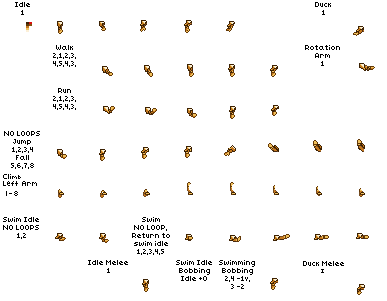 Idle
1
Duck
1
Walk
2,1,2,3,
4,5,4,3,
Rotation
Arm
1
Run
2,1,2,3,
4,5,4,3,
NO LOOPS
Jump
1,2,3,4
Fall
5,6,7,8
Climb
Left Arm
1-8
Swim Idle
NO LOOPS
1,2
Swim
NO LOOP,
Return to
swim idle
1,2,3,4,5
Swim Idle
Bobbing
Idle +0
Swimming
Bobbing
2,4 -1v,
3 -2
Idle Melee
1
Duck Melee
1